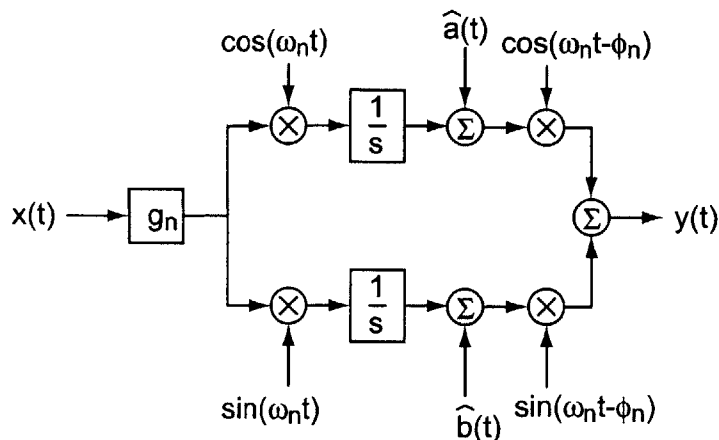 cos(ωₙt)
â(t)
cos(ωₙt-ϕₙ)
1
s
Σ
x(t)
gₙ
Σ
y(t)
1
s
Σ
sin(ωₙt)
b̂(t)
sin(ωₙt-ϕₙ)